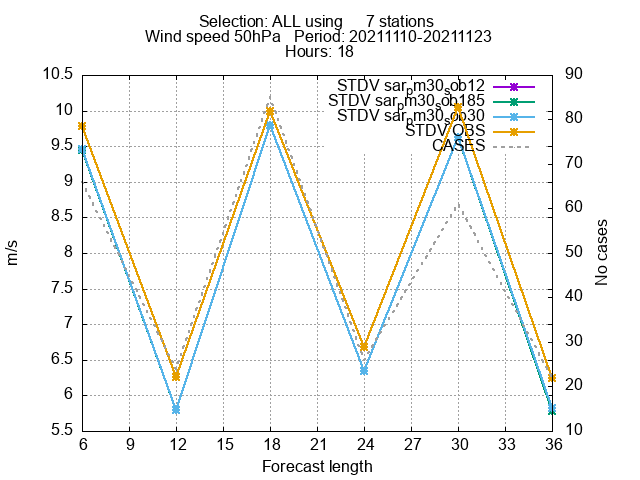 Selection: ALL using 7 stations
Wind speed 50hPa Period: 20211110-20211123
Hours: 18
STDV sarpm30sob12
STDV sarpm30sob185
STDV sarpm30sob30
STDV OBS
CASES
10.5
10
9.5
9
8.5
8
7.5
7
6.5
6
5.5
m/s
90
80
70
60
50
40
30
20
10
No cases
6 9 12 15 18 21 24 27 30 33 36
Forecast length